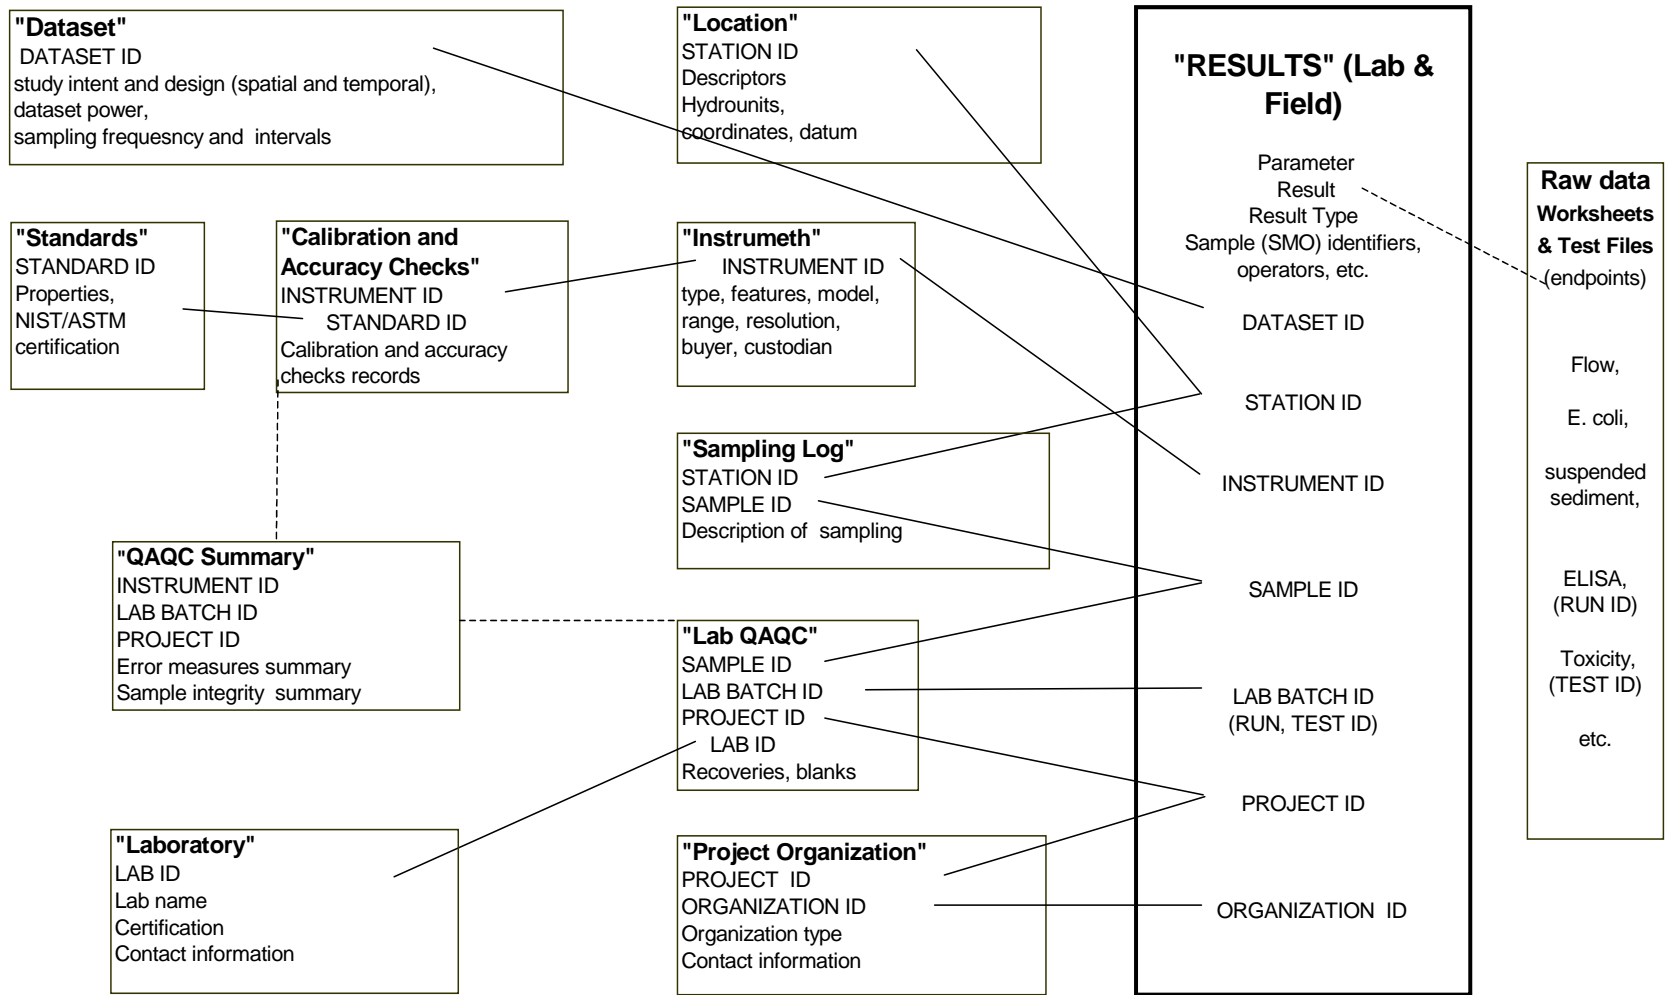 "Dataset"
DATASET ID
study intent and design (spatial and temporal),
dataset power,
sampling frequesncy and intervals
"Location"
STATION ID
Descriptors
Hydrounits,
coordinates, datum
"Standards"
STANDARD ID
Properties,
NIST/ASTM
certification
"Calibration and
Accuracy Checks"
INSTRUMENT ID
STANDARD ID
Calibration and accuracy
checks records
"Instrumeth"
INSTRUMENT ID
type, features, model,
range, resolution,
buyer, custodian
"Sampling Log"
STATION ID
SAMPLE ID
Description of sampling
"QAQC Summary"
INSTRUMENT ID
LAB BATCH ID
PROJECT ID
Error measures summary
Sample integrity summary
"Lab QAQC"
SAMPLE ID
LAB BATCH ID
PROJECT ID
LAB ID
Recoveries, blanks
"Laboratory"
LAB ID
Lab name
Certification
Contact information
"Project Organization"
PROJECT ID
ORGANIZATION ID
Organization type
Contact information
"RESULTS" (Lab &
Field)
Parameter
Result
Result Type
Sample (SMO) identifiers,
operators, etc.
DATASET ID
STATION ID
INSTRUMENT ID
SAMPLE ID
LAB BATCH ID
(RUN, TEST ID)
PROJECT ID
ORGANIZATION ID
Raw data
Worksheets
& Test Files
(endpoints)
Flow,
E. coli,
suspended
sediment,
ELISA,
(RUN ID)
Toxicity,
(TEST ID)
etc.